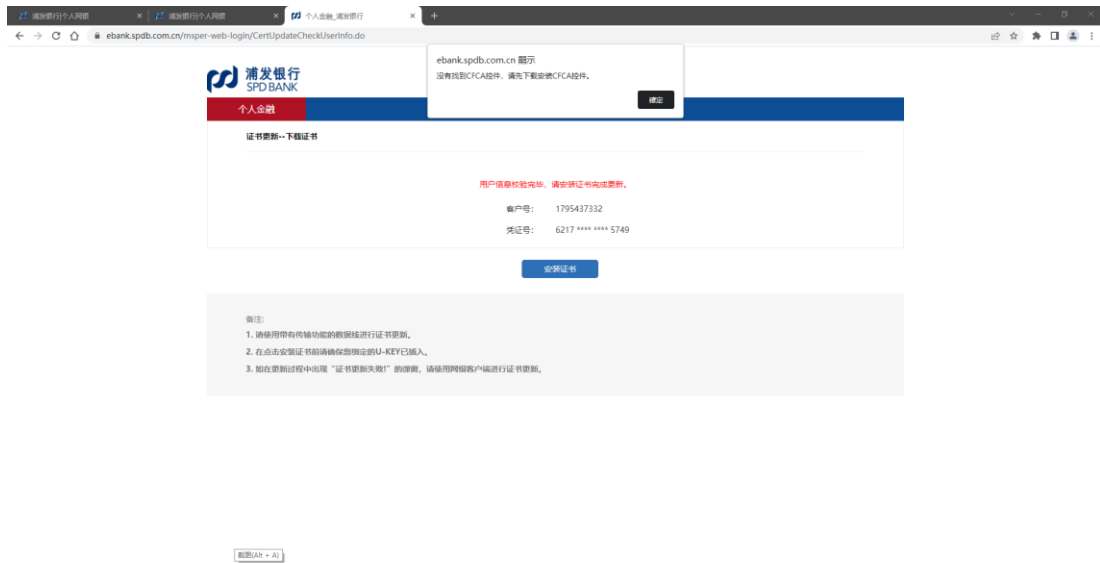 浦发银行|个人网银
浦发银行|个人网银
个人金融_浦发银行
ebank.spdb.com.cn/msper-web-login/CertUpdateCheckUserInfo.do
ebank.spdb.com.cn 顯示
没有找到CFCA控件，请先下载安装CFCA控件。
確定
浦发银行
SPD BANK
个人金融
证书更新--下载证书
用户信息校验完毕，请安装证书完成更新。
客户号： 1795437332
凭证号： 6217 **** **** 5749
安装证书
备注:
1. 请使用带有传输功能的数据线进行证书更新。
2. 在点击安装证书前请确保您绑定的U-KEY已插入。
3. 如在更新过程中出现“证书更新失败!”的弹窗，请使用网银客户端进行证书更新。
截图(Alt + A)